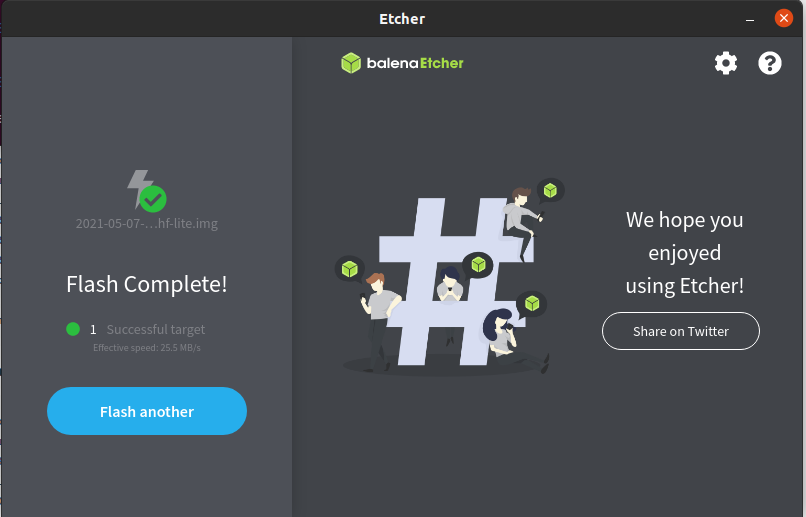 Etcher
balenaEtcher
2021-05-07-...hf-lite.img
Flash Complete!
1 Successful target
Effective speed: 25.5 MB/s
Flash another
We hope you
enjoyed
using Etcher!
Share on Twitter